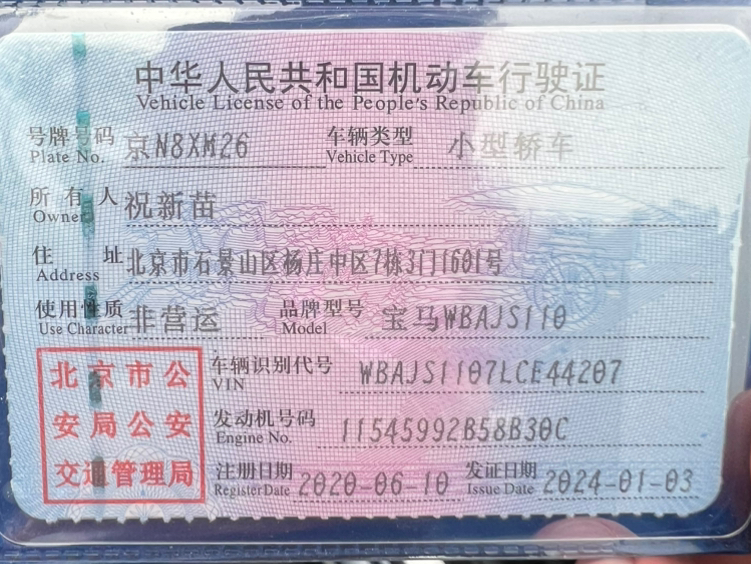 中华人民共和国机动车行驶证
Vehicle License of the People's Republic of China
号牌号码 京N8XM26 车辆类型 小型轿车
Plate No. Vehicle Type
所有人 祝新苗
Owner
住址 北京市石景山区杨庄中区7栋3门1601号
Address
使用性质 非营运 品牌型号 宝马WBAJS110
Use Character Model
北京市公安局公安交通管理局
车辆识别代号 WBAJS1107LCE44207
VIN
发动机号码 11545992B58B30C
Engine No.
注册日期 2020-06-10 发证日期 2024-01-03
Register Date Issue Date